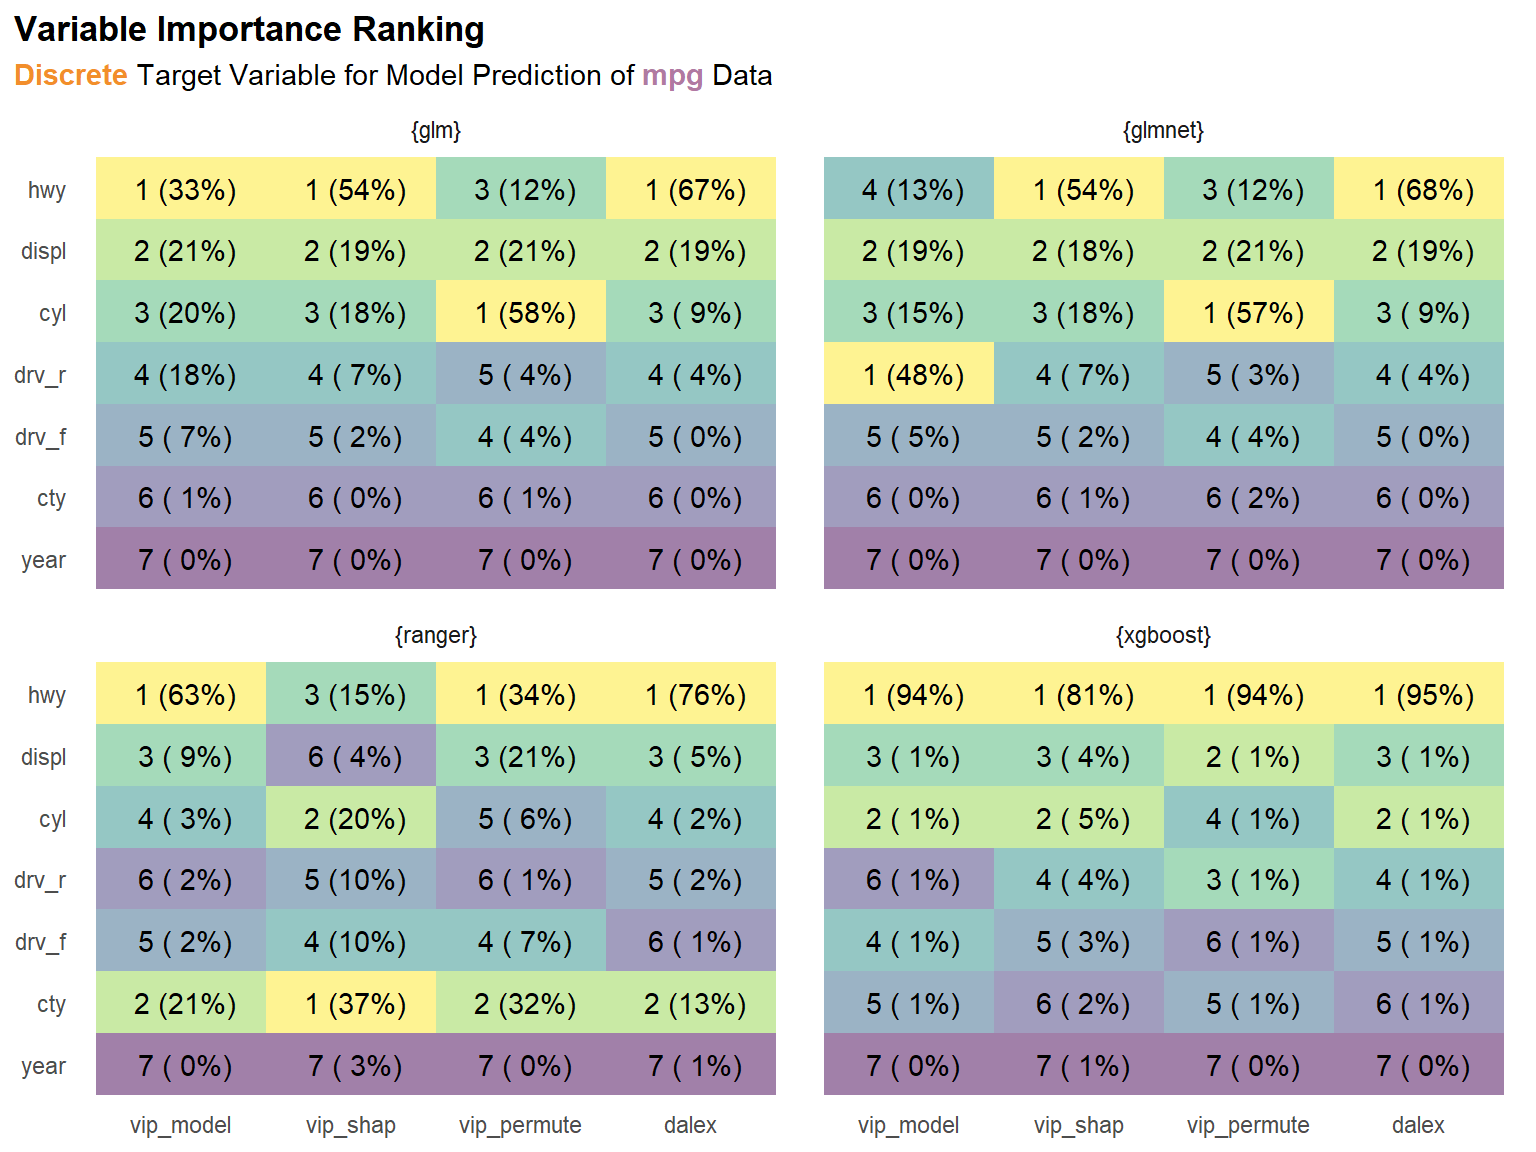 Variable Importance Ranking
Discrete Target Variable for Model Prediction of mpg Data
{glm} {glmnet}
hwy 1 (33%) 1 (54%) 3 (12%) 1 (67%) 4 (13%) 1 (54%) 3 (12%) 1 (68%)
displ 2 (21%) 2 (19%) 2 (21%) 2 (19%) 2 (19%) 2 (18%) 2 (21%) 2 (19%)
cyl 3 (20%) 3 (18%) 1 (58%) 3 ( 9%) 3 (15%) 3 (18%) 1 (57%) 3 ( 9%)
drv_r 4 (18%) 4 ( 7%) 5 ( 4%) 4 ( 4%) 1 (48%) 4 ( 7%) 5 ( 3%) 4 ( 4%)
drv_f 5 ( 7%) 5 ( 2%) 4 ( 4%) 5 ( 0%) 5 ( 5%) 5 ( 2%) 4 ( 4%) 5 ( 0%)
cty 6 ( 1%) 6 ( 0%) 6 ( 1%) 6 ( 0%) 6 ( 0%) 6 ( 1%) 6 ( 2%) 6 ( 0%)
year 7 ( 0%) 7 ( 0%) 7 ( 0%) 7 ( 0%) 7 ( 0%) 7 ( 0%) 7 ( 0%) 7 ( 0%)
{ranger} {xgboost}
hwy 1 (63%) 3 (15%) 1 (34%) 1 (76%) 1 (94%) 1 (81%) 1 (94%) 1 (95%)
displ 3 ( 9%) 6 ( 4%) 3 (21%) 3 ( 5%) 3 ( 1%) 3 ( 4%) 2 ( 1%) 3 ( 1%)
cyl 4 ( 3%) 2 (20%) 5 ( 6%) 4 ( 2%) 2 ( 1%) 2 ( 5%) 4 ( 1%) 2 ( 1%)
drv_r 6 ( 2%) 5 (10%) 6 ( 1%) 5 ( 2%) 6 ( 1%) 4 ( 4%) 3 ( 1%) 4 ( 1%)
drv_f 5 ( 2%) 4 (10%) 4 ( 7%) 6 ( 1%) 4 ( 1%) 5 ( 3%) 6 ( 1%) 5 ( 1%)
cty 2 (21%) 1 (37%) 2 (32%) 2 (13%) 5 ( 1%) 6 ( 2%) 5 ( 1%) 6 ( 1%)
year 7 ( 0%) 7 ( 3%) 7 ( 0%) 7 ( 1%) 7 ( 0%) 7 ( 1%) 7 ( 0%) 7 ( 0%)
vip_model vip_shap vip_permute dalex vip_model vip_shap vip_permute dalex